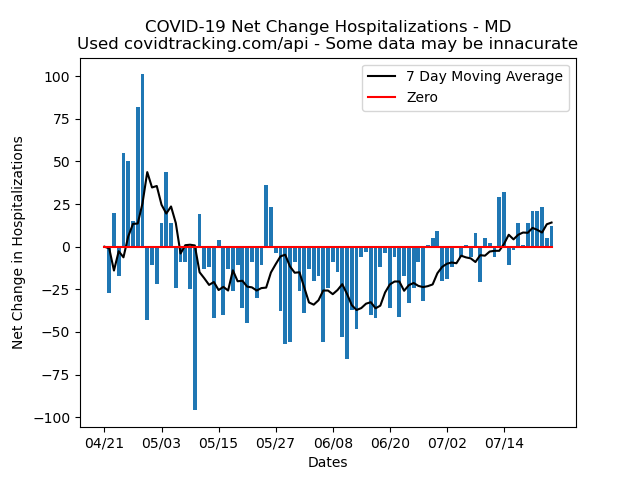 COVID-19 Net Change Hospitalizations - MD
Used covidtracking.com/api - Some data may be innacurate
7 Day Moving Average
Zero
Net Change in Hospitalizations
100
75
50
25
0
−25
−50
−75
−100
04/21 05/03 05/15 05/27 06/08 06/20 07/02 07/14
Dates